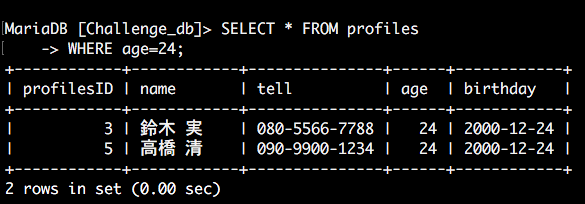 MariaDB [Challenge_db]> SELECT * FROM profiles
    -> WHERE age=24;
+------------+-----------+---------------+------+------------+
| profilesID | name      | tell          | age  | birthday   |
+------------+-----------+---------------+------+------------+
|          3 | 鈴木 実   | 080-5566-7788 |   24 | 2000-12-24 |
|          5 | 高橋 清   | 090-9900-1234 |   24 | 2000-12-24 |
+------------+-----------+---------------+------+------------+
2 rows in set (0.00 sec)